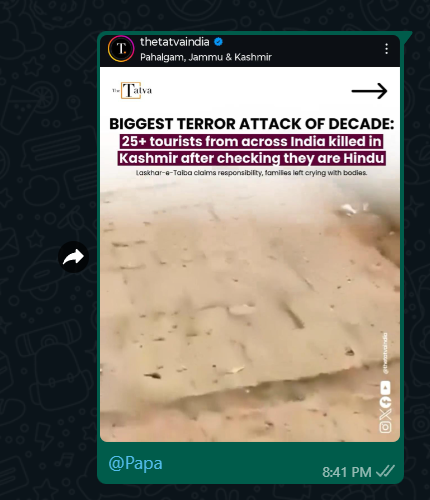 thetatvaindia
Pahalgam, Jammu & Kashmir
T.
The Tatva
BIGGEST TERROR ATTACK OF DECADE:
25+ tourists from across India killed in
Kashmir after checking they are Hindu
Laskhar-e-Taiba claims responsibility, families left crying with bodies.
@thetatvaindia
@Papa
8:41 PM